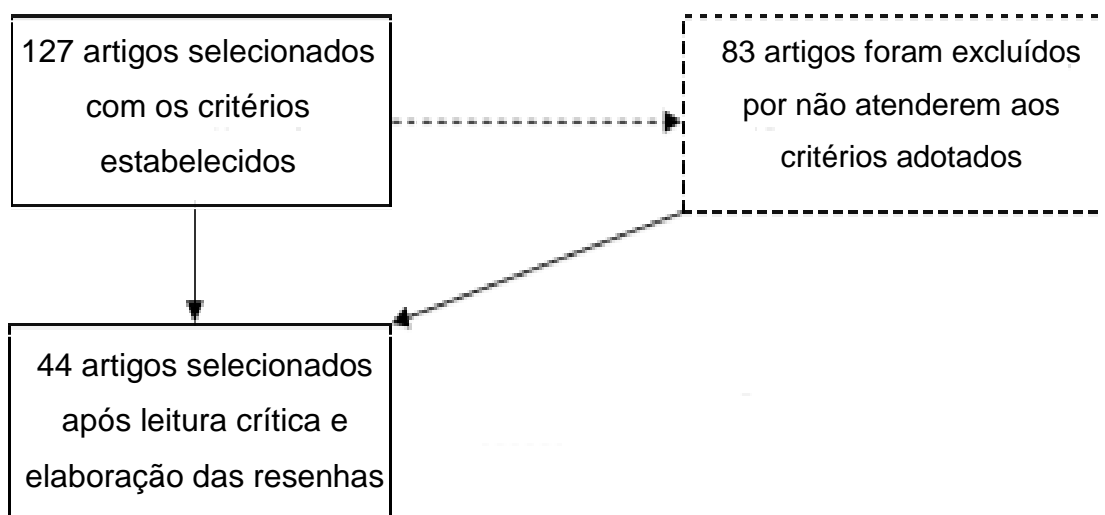 127 artigos selecionados
com os critérios
estabelecidos
83 artigos foram excluídos
por não atenderem aos
critérios adotados
44 artigos selecionados
após leitura crítica e
elaboração das resenhas